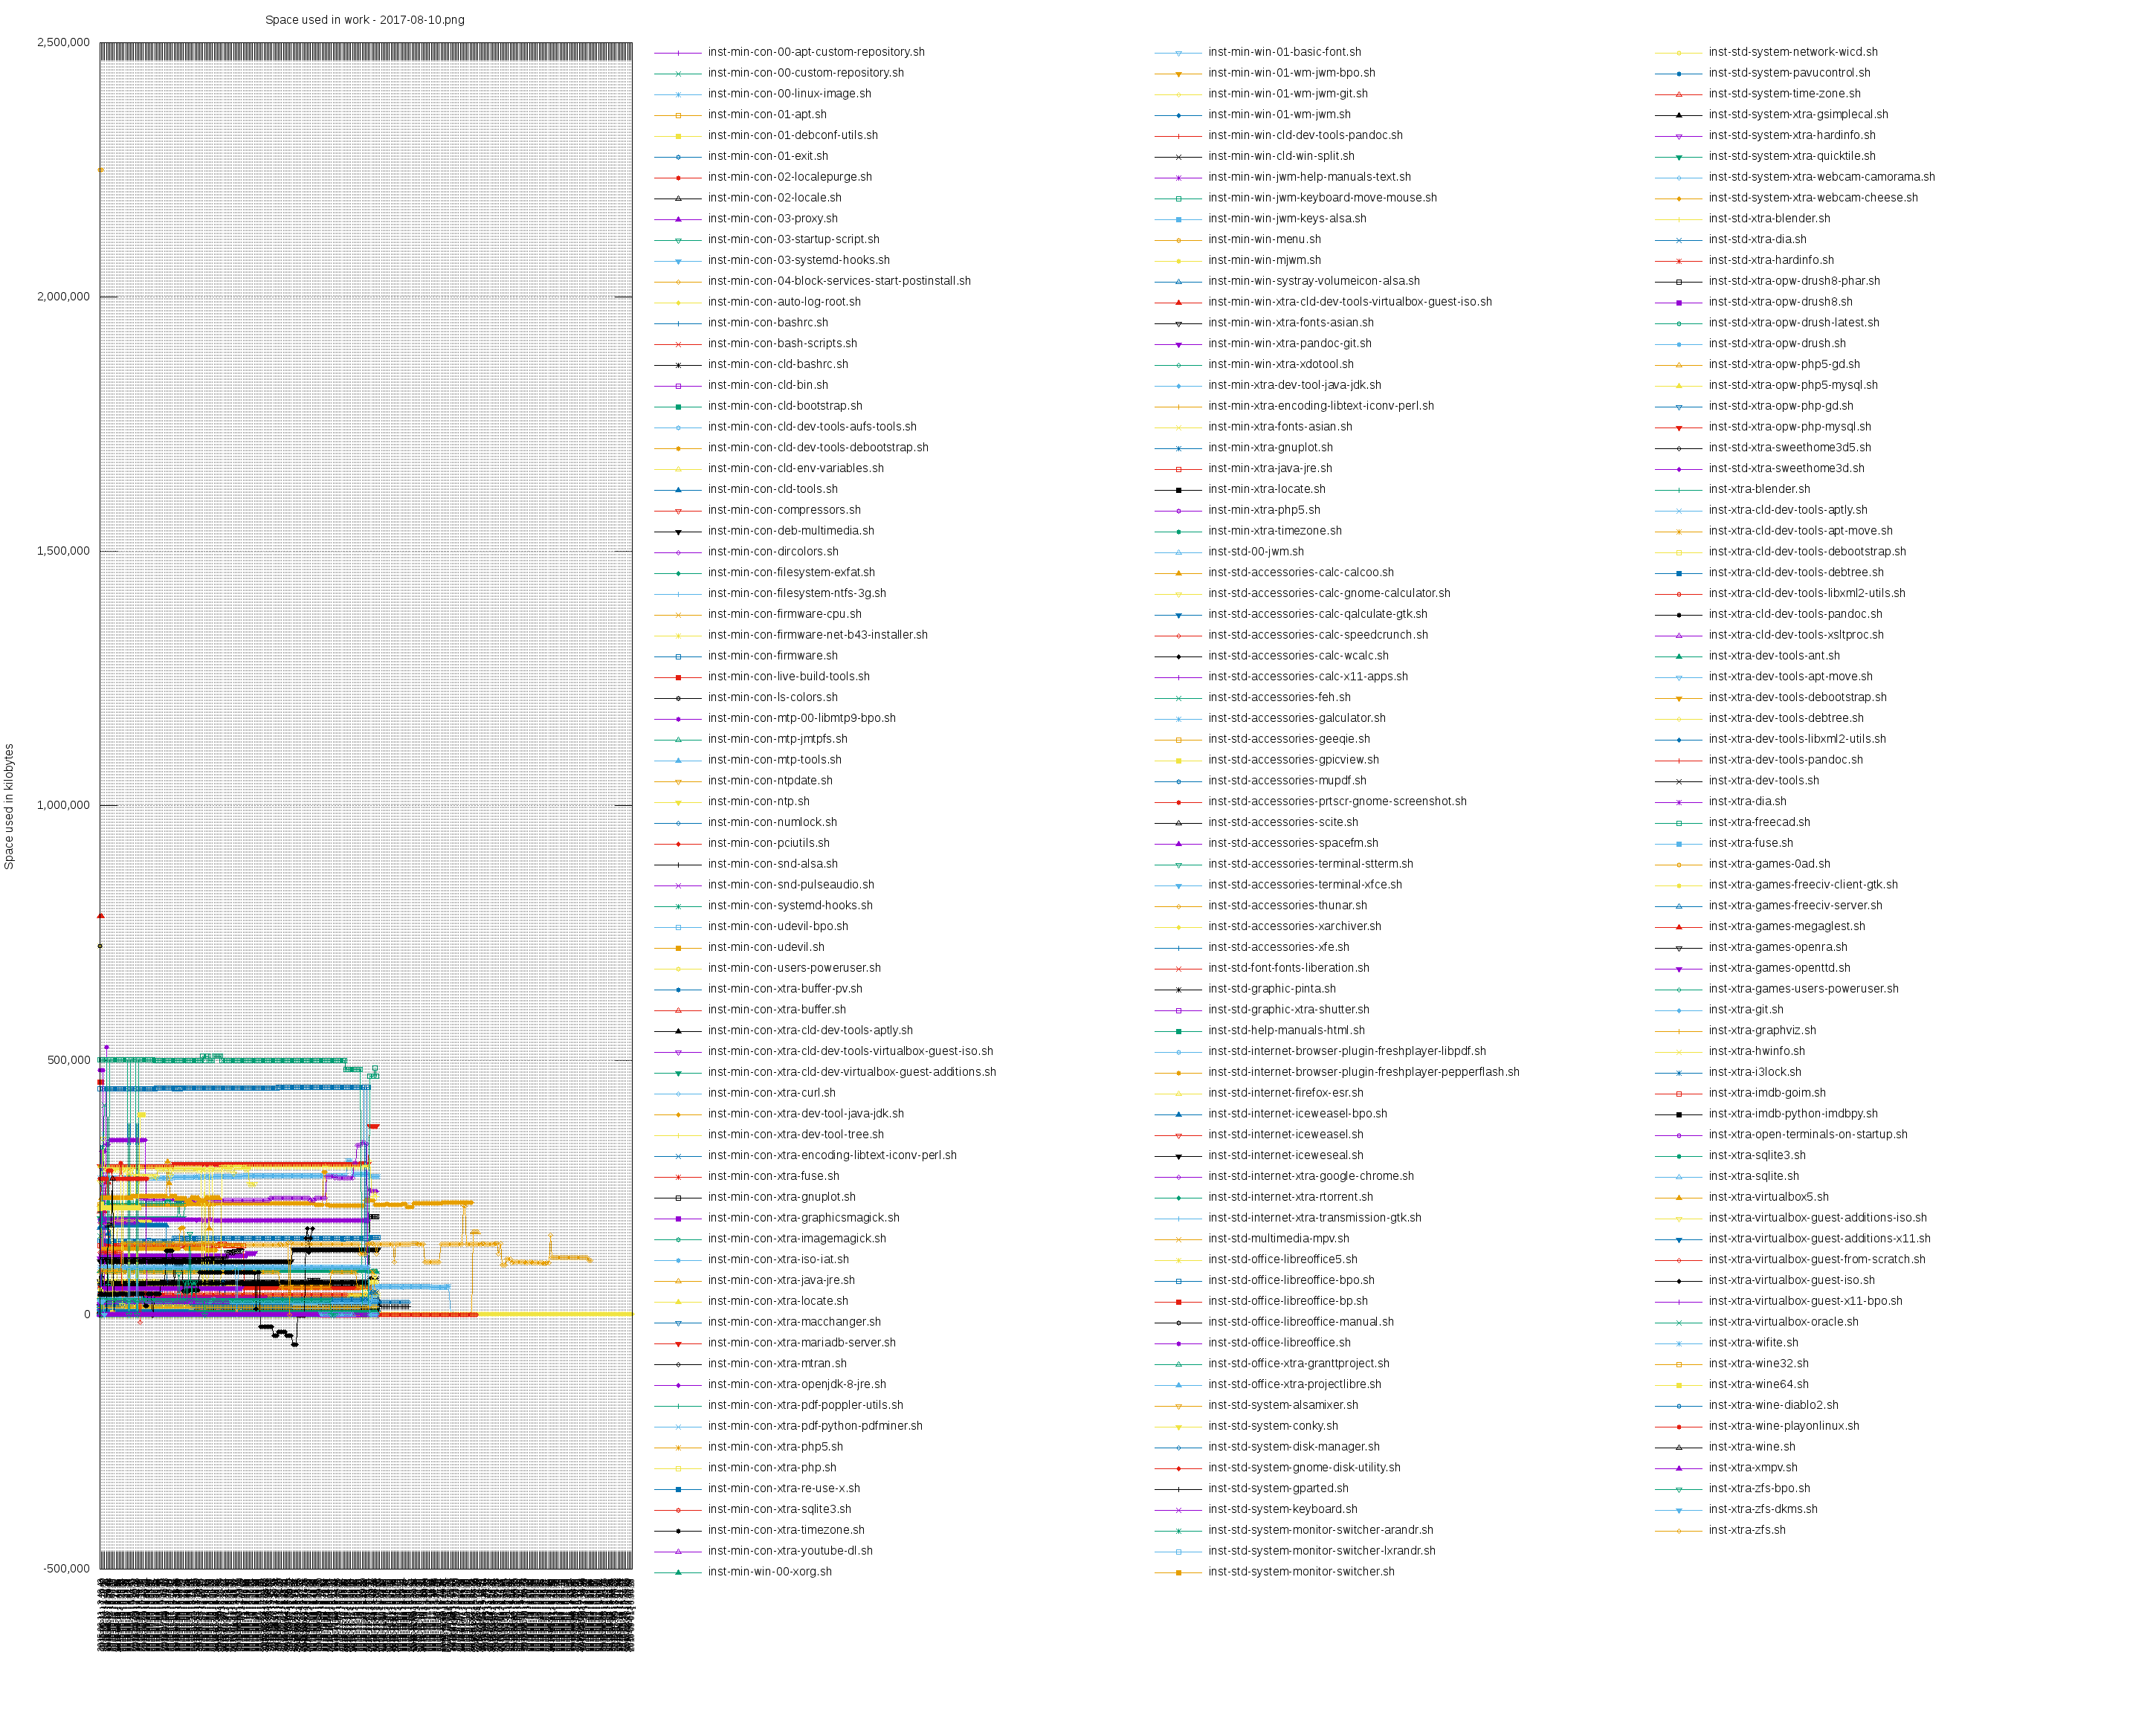 Space used in work - 2017-08-10.png
2,500,000
2,000,000
1,500,000
1,000,000
500,000
0
-500,000
Space used in kilobytes
inst-min-con-00-apt-custom-repository.sh
inst-min-con-00-custom-repository.sh
inst-min-con-00-linux-image.sh
inst-min-con-01-apt.sh
inst-min-con-01-debconf-utils.sh
inst-min-con-01-exit.sh
inst-min-con-02-localepurge.sh
inst-min-con-02-locale.sh
inst-min-con-03-proxy.sh
inst-min-con-03-startup-script.sh
inst-min-con-03-systemd-hooks.sh
inst-min-con-04-block-services-start-postinstall.sh
inst-min-con-auto-log-root.sh
inst-min-con-bashrc.sh
inst-min-con-bash-scripts.sh
inst-min-con-cld-bashrc.sh
inst-min-con-cld-bin.sh
inst-min-con-cld-bootstrap.sh
inst-min-con-cld-dev-tools-aufs-tools.sh
inst-min-con-cld-dev-tools-debootstrap.sh
inst-min-con-cld-env-variables.sh
inst-min-con-cld-tools.sh
inst-min-con-compressors.sh
inst-min-con-deb-multimedia.sh
inst-min-con-dircolors.sh
inst-min-con-filesystem-exfat.sh
inst-min-con-filesystem-ntfs-3g.sh
inst-min-con-firmware-cpu.sh
inst-min-con-firmware-net-b43-installer.sh
inst-min-con-firmware.sh
inst-min-con-live-build-tools.sh
inst-min-con-ls-colors.sh
inst-min-con-mtp-00-libmtp9-bpo.sh
inst-min-con-mtp-jmtpfs.sh
inst-min-con-mtp-tools.sh
inst-min-con-ntpdate.sh
inst-min-con-ntp.sh
inst-min-con-numlock.sh
inst-min-con-pciutils.sh
inst-min-con-snd-alsa.sh
inst-min-con-snd-pulseaudio.sh
inst-min-con-systemd-hooks.sh
inst-min-con-udevil-bpo.sh
inst-min-con-udevil.sh
inst-min-con-users-poweruser.sh
inst-min-con-xtra-buffer-pv.sh
inst-min-con-xtra-buffer.sh
inst-min-con-xtra-cld-dev-tools-aptly.sh
inst-min-con-xtra-cld-dev-tools-virtualbox-guest-iso.sh
inst-min-con-xtra-cld-dev-virtualbox-guest-additions.sh
inst-min-con-xtra-curl.sh
inst-min-con-xtra-dev-tool-java-jdk.sh
inst-min-con-xtra-dev-tool-tree.sh
inst-min-con-xtra-encoding-libtext-iconv-perl.sh
inst-min-con-xtra-fuse.sh
inst-min-con-xtra-gnuplot.sh
inst-min-con-xtra-graphicsmagick.sh
inst-min-con-xtra-imagemagick.sh
inst-min-con-xtra-iso-iat.sh
inst-min-con-xtra-java-jre.sh
inst-min-con-xtra-locate.sh
inst-min-con-xtra-macchanger.sh
inst-min-con-xtra-mariadb-server.sh
inst-min-con-xtra-mtran.sh
inst-min-con-xtra-openjdk-8-jre.sh
inst-min-con-xtra-pdf-poppler-utils.sh
inst-min-con-xtra-pdf-python-pdfminer.sh
inst-min-con-xtra-php5.sh
inst-min-con-xtra-php.sh
inst-min-con-xtra-re-use-x.sh
inst-min-con-xtra-sqlite3.sh
inst-min-con-xtra-timezone.sh
inst-min-con-xtra-youtube-dl.sh
inst-min-win-00-xorg.sh
inst-min-win-01-basic-font.sh
inst-min-win-01-wm-jwm-bpo.sh
inst-min-win-01-wm-jwm-git.sh
inst-min-win-01-wm-jwm.sh
inst-min-win-cld-dev-tools-pandoc.sh
inst-min-win-cld-win-split.sh
inst-min-win-jwm-help-manuals-text.sh
inst-min-win-jwm-keyboard-move-mouse.sh
inst-min-win-jwm-keys-alsa.sh
inst-min-win-menu.sh
inst-min-win-mjwm.sh
inst-min-win-systray-volumeicon-alsa.sh
inst-min-win-xtra-cld-dev-tools-virtualbox-guest-iso.sh
inst-min-win-xtra-fonts-asian.sh
inst-min-win-xtra-pandoc-git.sh
inst-min-win-xtra-xdotool.sh
inst-min-xtra-dev-tool-java-jdk.sh
inst-min-xtra-encoding-libtext-iconv-perl.sh
inst-min-xtra-fonts-asian.sh
inst-min-xtra-gnuplot.sh
inst-min-xtra-java-jre.sh
inst-min-xtra-locate.sh
inst-min-xtra-php5.sh
inst-min-xtra-timezone.sh
inst-std-00-jwm.sh
inst-std-accessories-calc-calcoo.sh
inst-std-accessories-calc-gnome-calculator.sh
inst-std-accessories-calc-qalculate-gtk.sh
inst-std-accessories-calc-speedcrunch.sh
inst-std-accessories-calc-wcalc.sh
inst-std-accessories-calc-x11-apps.sh
inst-std-accessories-feh.sh
inst-std-accessories-galculator.sh
inst-std-accessories-geeqie.sh
inst-std-accessories-gpicview.sh
inst-std-accessories-mupdf.sh
inst-std-accessories-prtscr-gnome-screenshot.sh
inst-std-accessories-scite.sh
inst-std-accessories-spacefm.sh
inst-std-accessories-terminal-stterm.sh
inst-std-accessories-terminal-xfce.sh
inst-std-accessories-thunar.sh
inst-std-accessories-xarchiver.sh
inst-std-accessories-xfe.sh
inst-std-font-fonts-liberation.sh
inst-std-graphic-pinta.sh
inst-std-graphic-xtra-shutter.sh
inst-std-help-manuals-html.sh
inst-std-internet-browser-plugin-freshplayer-libpdf.sh
inst-std-internet-browser-plugin-freshplayer-pepperflash.sh
inst-std-internet-firefox-esr.sh
inst-std-internet-iceweasel-bpo.sh
inst-std-internet-iceweasel.sh
inst-std-internet-iceweseal.sh
inst-std-internet-xtra-google-chrome.sh
inst-std-internet-xtra-rtorrent.sh
inst-std-internet-xtra-transmission-gtk.sh
inst-std-multimedia-mpv.sh
inst-std-office-libreoffice5.sh
inst-std-office-libreoffice-bpo.sh
inst-std-office-libreoffice-bp.sh
inst-std-office-libreoffice-manual.sh
inst-std-office-libreoffice.sh
inst-std-office-xtra-granttproject.sh
inst-std-office-xtra-projectlibre.sh
inst-std-system-alsamixer.sh
inst-std-system-conky.sh
inst-std-system-disk-manager.sh
inst-std-system-gnome-disk-utility.sh
inst-std-system-gparted.sh
inst-std-system-keyboard.sh
inst-std-system-monitor-switcher-arandr.sh
inst-std-system-monitor-switcher-lxrandr.sh
inst-std-system-monitor-switcher.sh
inst-std-system-network-wicd.sh
inst-std-system-pavucontrol.sh
inst-std-system-time-zone.sh
inst-std-system-xtra-gsimplecal.sh
inst-std-system-xtra-hardinfo.sh
inst-std-system-xtra-quicktile.sh
inst-std-system-xtra-webcam-camorama.sh
inst-std-system-xtra-webcam-cheese.sh
inst-std-xtra-blender.sh
inst-std-xtra-dia.sh
inst-std-xtra-hardinfo.sh
inst-std-xtra-opw-drush8-phar.sh
inst-std-xtra-opw-drush8.sh
inst-std-xtra-opw-drush-latest.sh
inst-std-xtra-opw-drush.sh
inst-std-xtra-opw-php5-gd.sh
inst-std-xtra-opw-php5-mysql.sh
inst-std-xtra-opw-php-gd.sh
inst-std-xtra-opw-php-mysql.sh
inst-std-xtra-sweethome3d5.sh
inst-std-xtra-sweethome3d.sh
inst-xtra-blender.sh
inst-xtra-cld-dev-tools-aptly.sh
inst-xtra-cld-dev-tools-apt-move.sh
inst-xtra-cld-dev-tools-debootstrap.sh
inst-xtra-cld-dev-tools-debtree.sh
inst-xtra-cld-dev-tools-libxml2-utils.sh
inst-xtra-cld-dev-tools-pandoc.sh
inst-xtra-cld-dev-tools-xsltproc.sh
inst-xtra-dev-tools-ant.sh
inst-xtra-dev-tools-apt-move.sh
inst-xtra-dev-tools-debootstrap.sh
inst-xtra-dev-tools-debtree.sh
inst-xtra-dev-tools-libxml2-utils.sh
inst-xtra-dev-tools-pandoc.sh
inst-xtra-dev-tools.sh
inst-xtra-dia.sh
inst-xtra-freecad.sh
inst-xtra-fuse.sh
inst-xtra-games-0ad.sh
inst-xtra-games-freeciv-client-gtk.sh
inst-xtra-games-freeciv-server.sh
inst-xtra-games-megaglest.sh
inst-xtra-games-openra.sh
inst-xtra-games-openttd.sh
inst-xtra-games-users-poweruser.sh
inst-xtra-git.sh
inst-xtra-graphviz.sh
inst-xtra-hwinfo.sh
inst-xtra-i3lock.sh
inst-xtra-imdb-goim.sh
inst-xtra-imdb-python-imdbpy.sh
inst-xtra-open-terminals-on-startup.sh
inst-xtra-sqlite3.sh
inst-xtra-sqlite.sh
inst-xtra-virtualbox5.sh
inst-xtra-virtualbox-guest-additions-iso.sh
inst-xtra-virtualbox-guest-additions-x11.sh
inst-xtra-virtualbox-guest-from-scratch.sh
inst-xtra-virtualbox-guest-iso.sh
inst-xtra-virtualbox-guest-x11-bpo.sh
inst-xtra-virtualbox-oracle.sh
inst-xtra-wifite.sh
inst-xtra-wine32.sh
inst-xtra-wine64.sh
inst-xtra-wine-diablo2.sh
inst-xtra-wine-playonlinux.sh
inst-xtra-wine.sh
inst-xtra-xmpv.sh
inst-xtra-zfs-bpo.sh
inst-xtra-zfs-dkms.sh
inst-xtra-zfs.sh